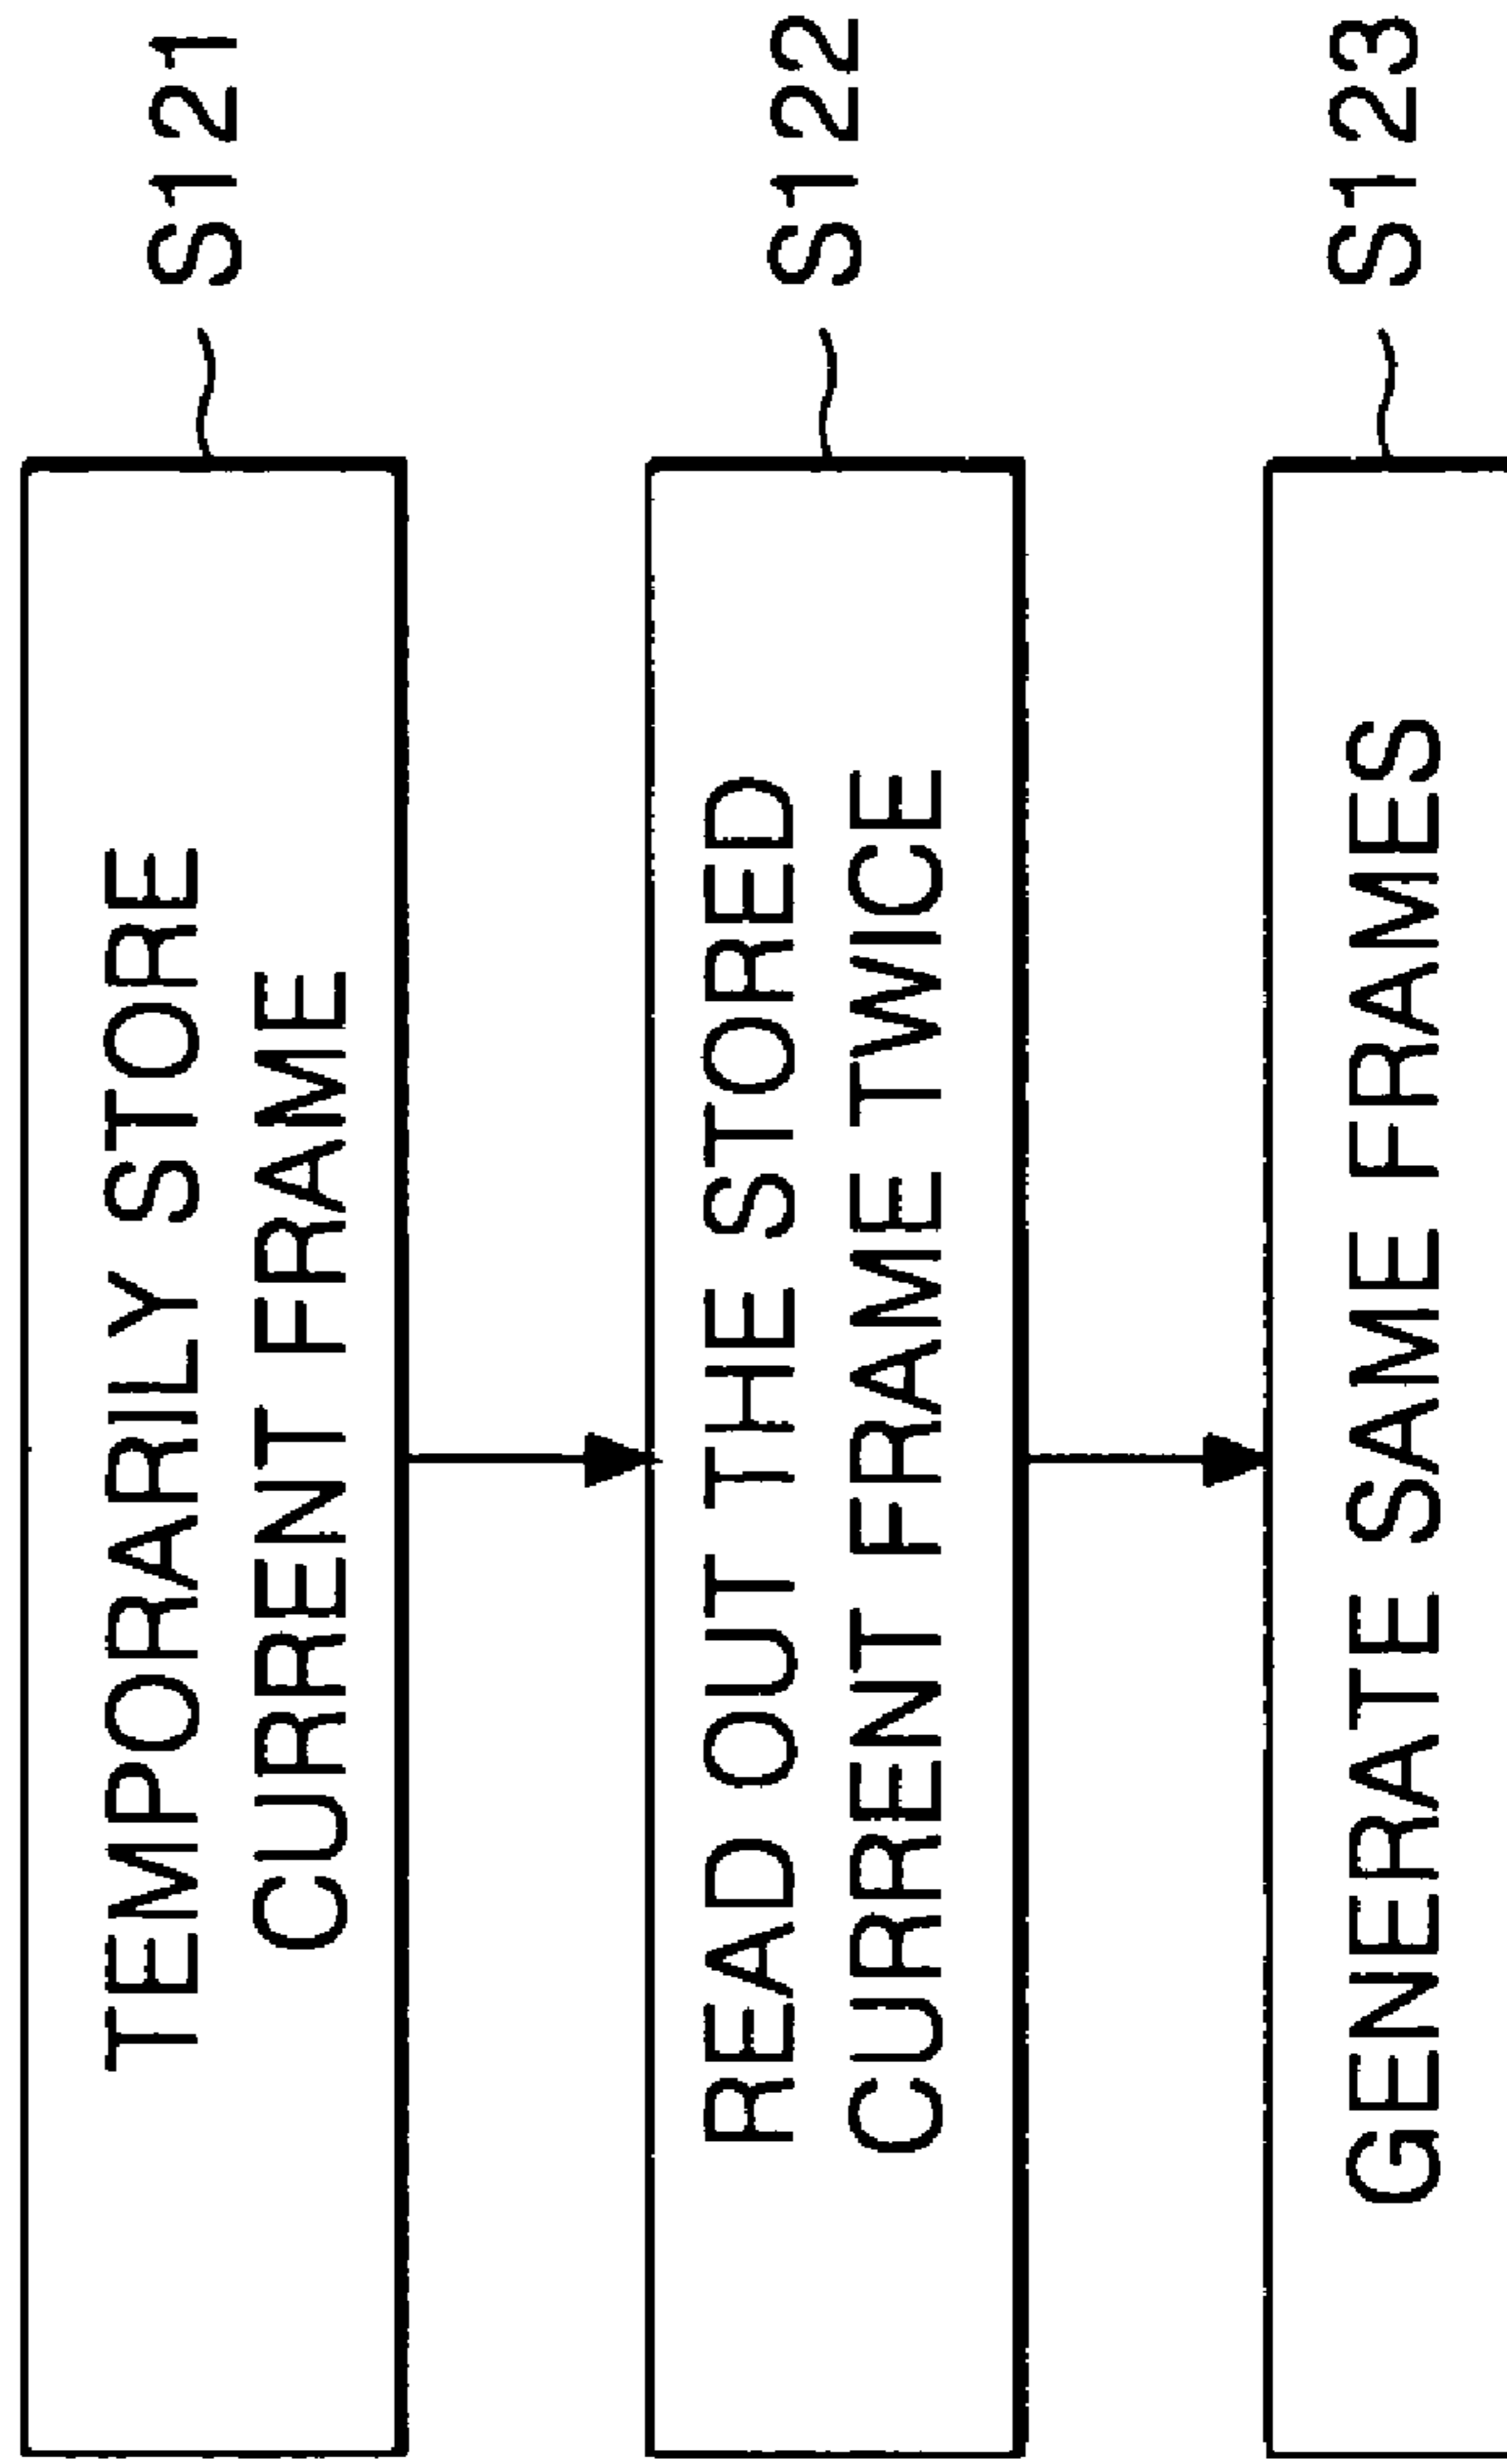 TEMPORARILY STORE
CURRENT FRAME
S121
READ OUT THE STORED
CURRENT FRAME TWICE
S122
GENERATE SAME FRAMES
S123